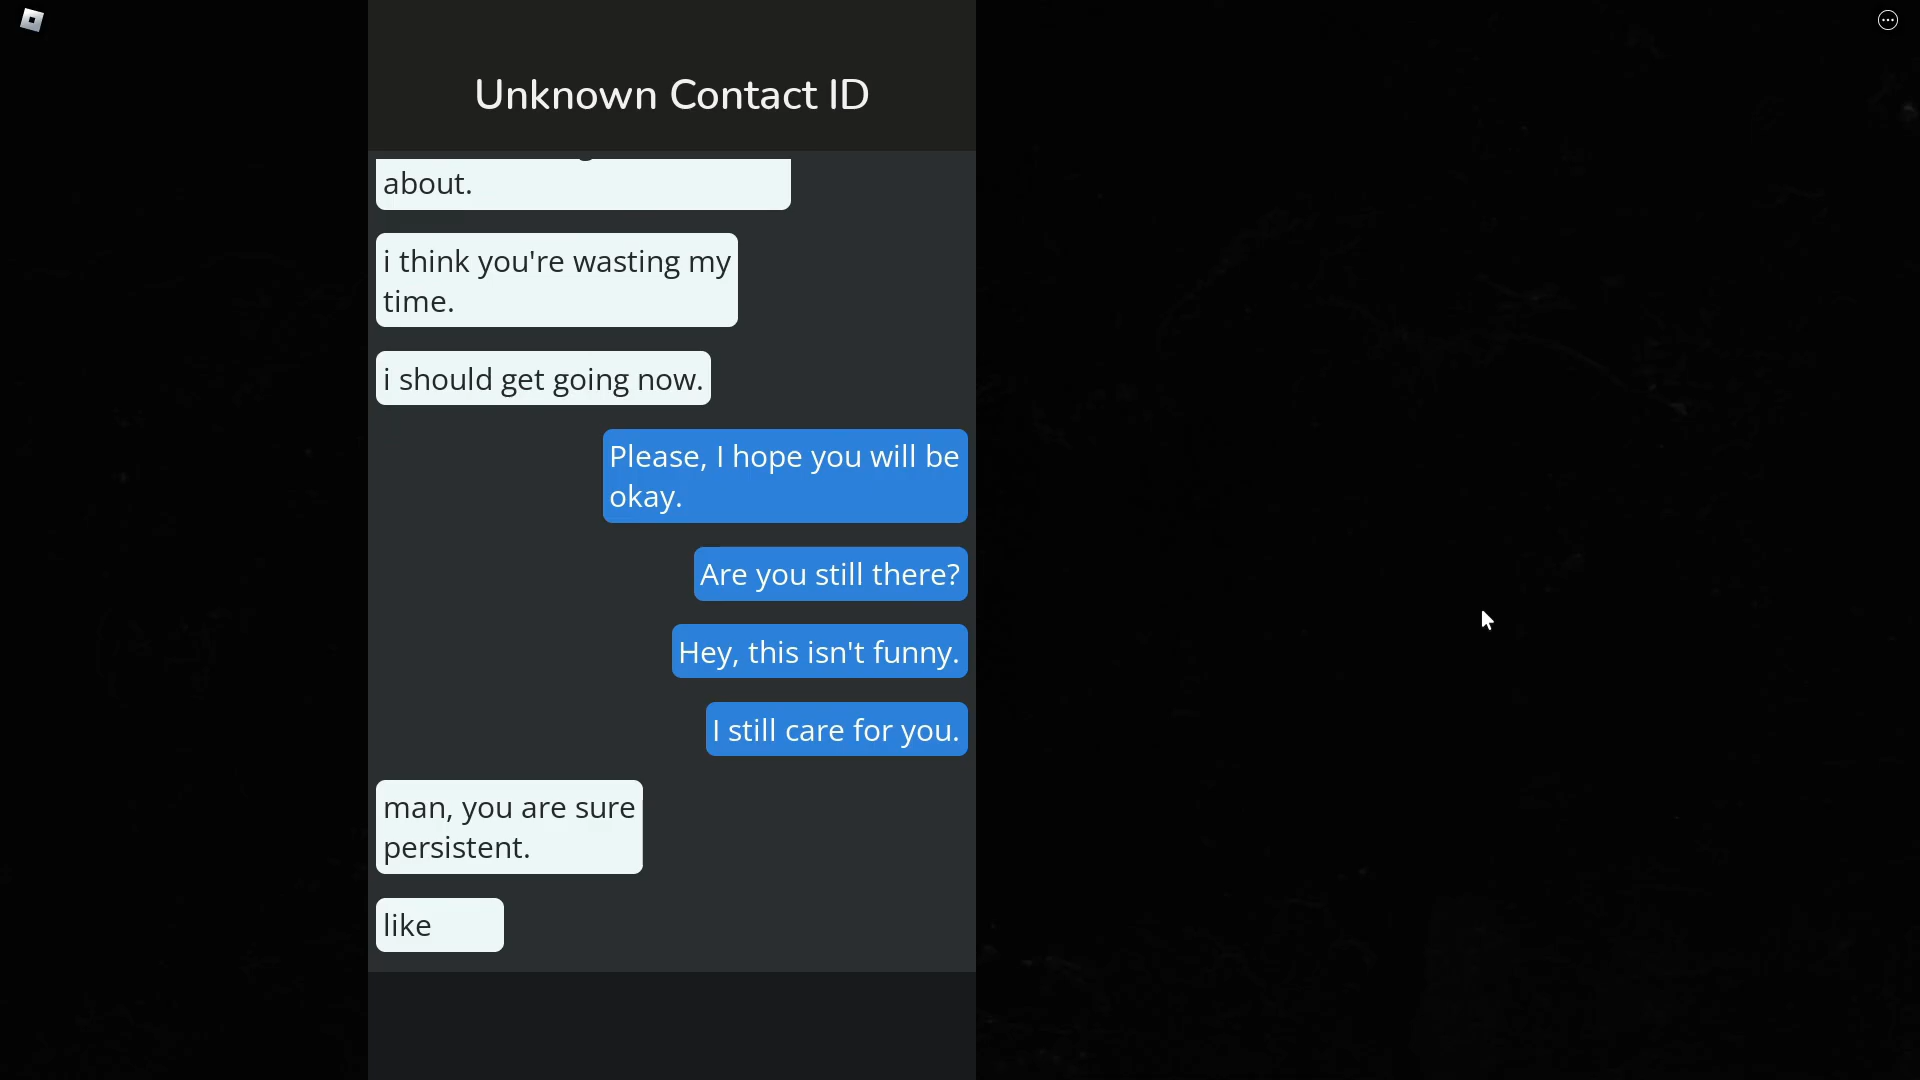 Unknown Contact ID
about.
i think you're wasting my
time.
i should get going now.
Please, I hope you will be
okay.
Are you still there?
Hey, this isn't funny.
I still care for you.
man, you are sure
persistent.
like